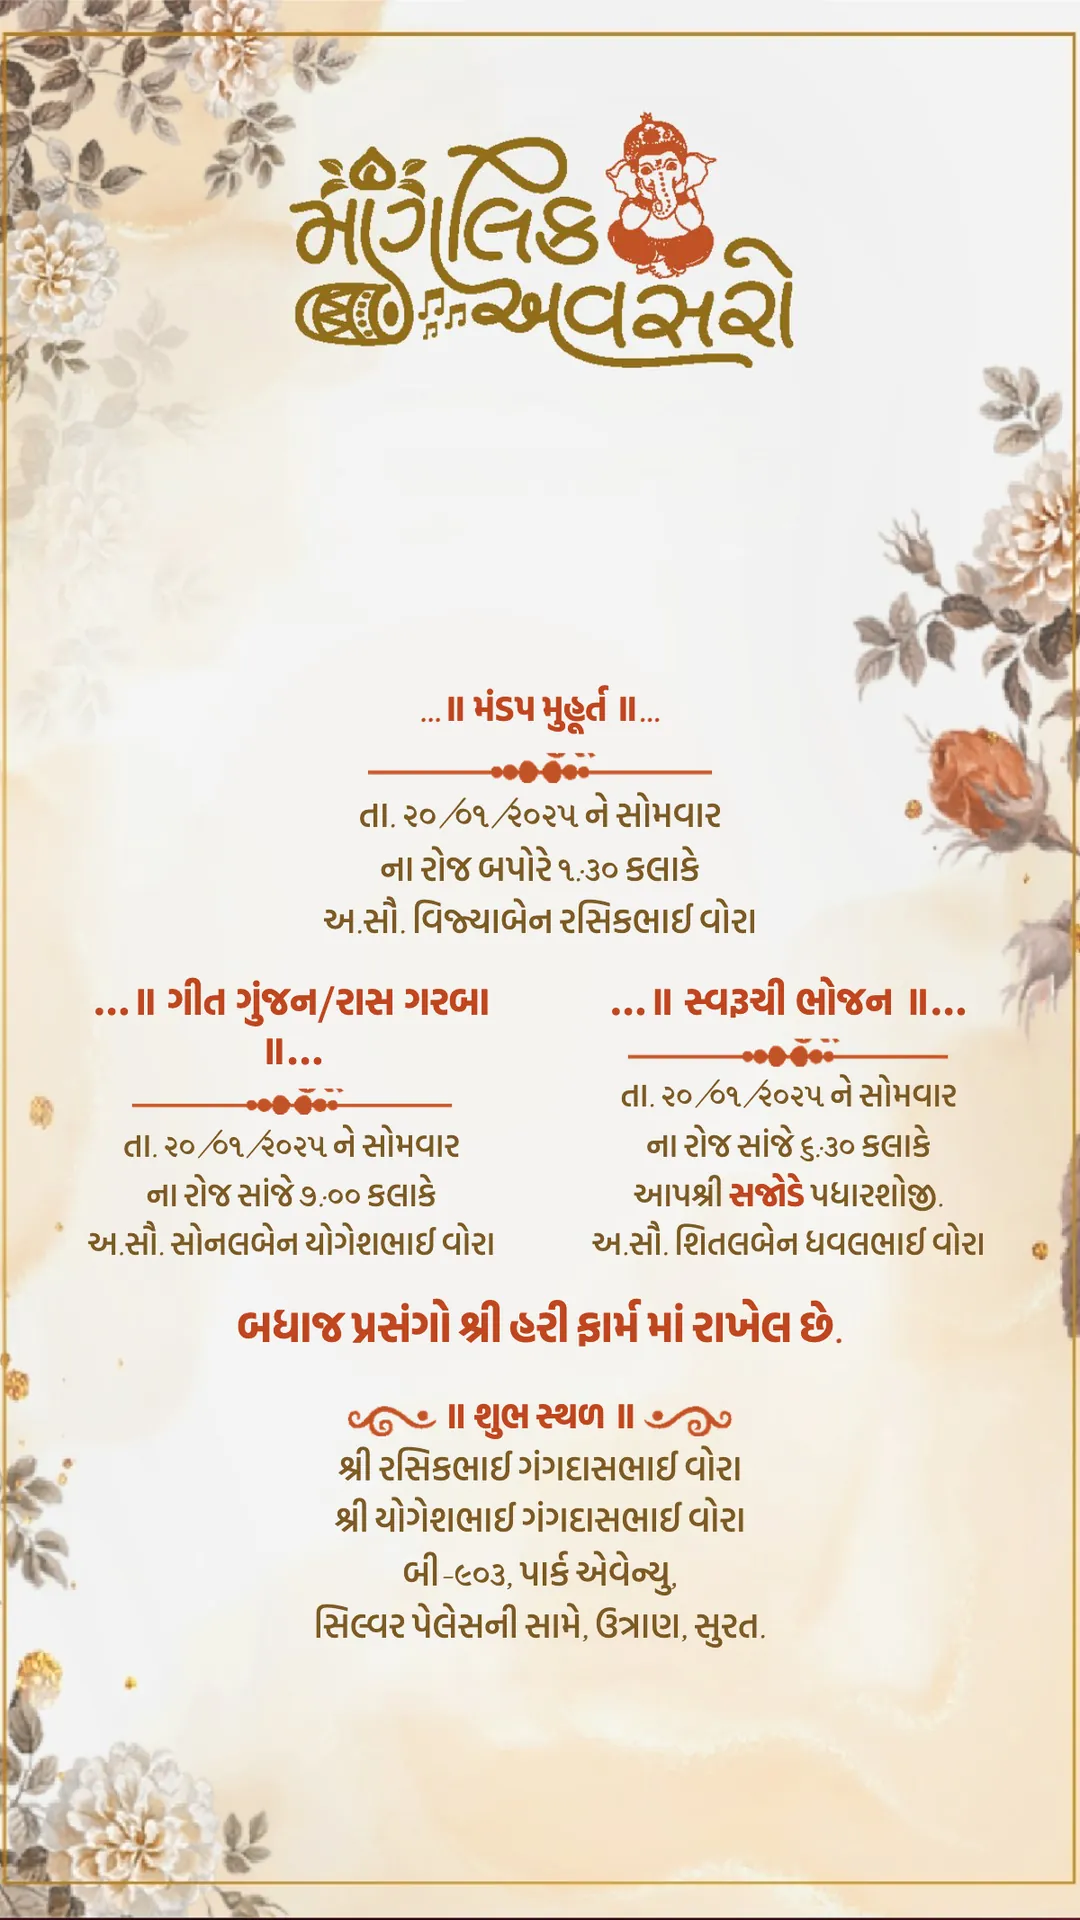 માંગલિક
અવસરો
...॥ મંડપ મુહૂર્ત ॥...
તા. ૨૦/૦૧/૨૦૨૫ ને સોમવાર
ના રોજ બપોરે ૧:૩૦ કલાકે
અ.સૌ. વિજ્યાબેન રસિકભાઈ વોરા
...॥ ગીત ગુંજન/રાસ ગરબા
॥...
તા. ૨૦/૦૧/૨૦૨૫ ને સોમવાર
ના રોજ સાંજે ૭:૦૦ કલાકે
અ.સૌ. સોનલબેન યોગેશભાઈ વોરા
...॥ સ્વરૂચી ભોજન ॥...
તા. ૨૦/૦૧/૨૦૨૫ ને સોમવાર
ના રોજ સાંજે ૬:૩૦ કલાકે
આપશ્રી સજોડે પધારશોજી.
અ.સૌ. શિતલબેન ધવલભાઈ વોરા
બધાજ પ્રસંગો શ્રી હરી ફાર્મ માં રાખેલ છે.
॥ શુભ સ્થળ ॥
શ્રી રસિકભાઈ ગંગદાસભાઈ વોરા
શ્રી યોગેશભાઈ ગંગદાસભાઈ વોરા
બી-૯૦૩, પાર્ક એવેન્યુ,
સિલ્વર પેલેસની સામે, ઉત્રાણ, સુરત.